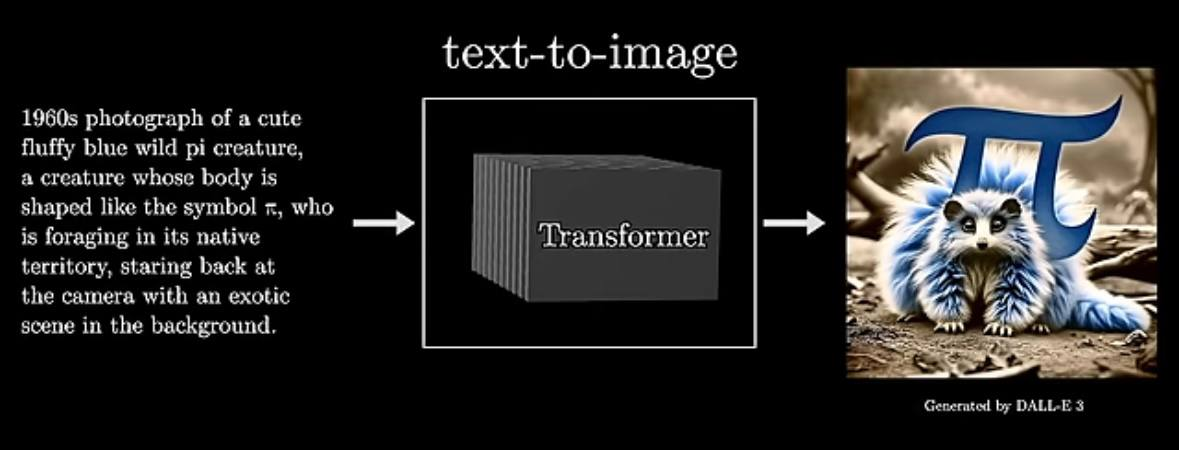 text-to-image
1960s photograph of a cute
fluffy blue wild pi creature,
a creature whose body is
shaped like the symbol π, who
is foraging in its native
territory, staring back at
the camera with an exotic
scene in the background.
Transformer
π
Generated by DALL-E 3